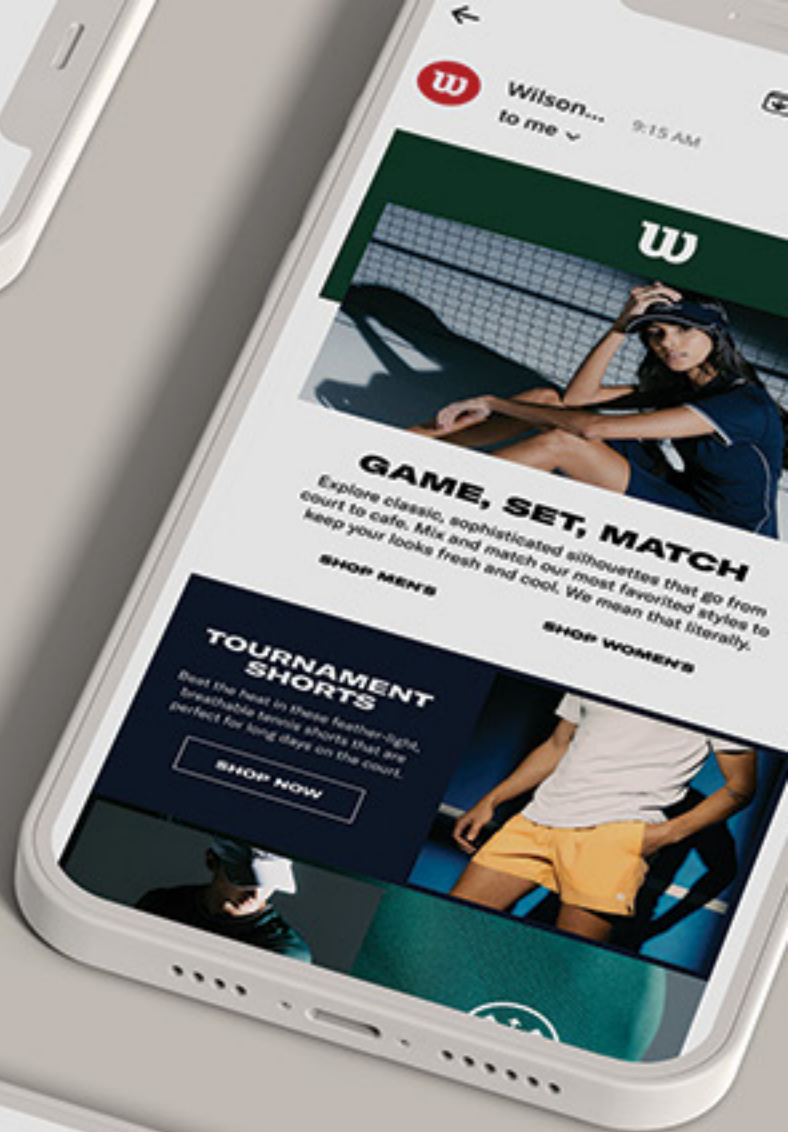 W
Wilson...
9:15 AM
to me
W
GAME, SET, MATCH
Explore classic, sophisticated silhouettes that go from
court to cafe. Mix and match our most favorited styles to
keep your looks fresh and cool. We mean that literally.
SHOP MEN'S
SHOP WOMEN'S
TOURNAMENT
SHORTS
Beat the heat in these feather-light,
breathable tennis shorts that are
perfect for long days on the court.
SHOP NOW